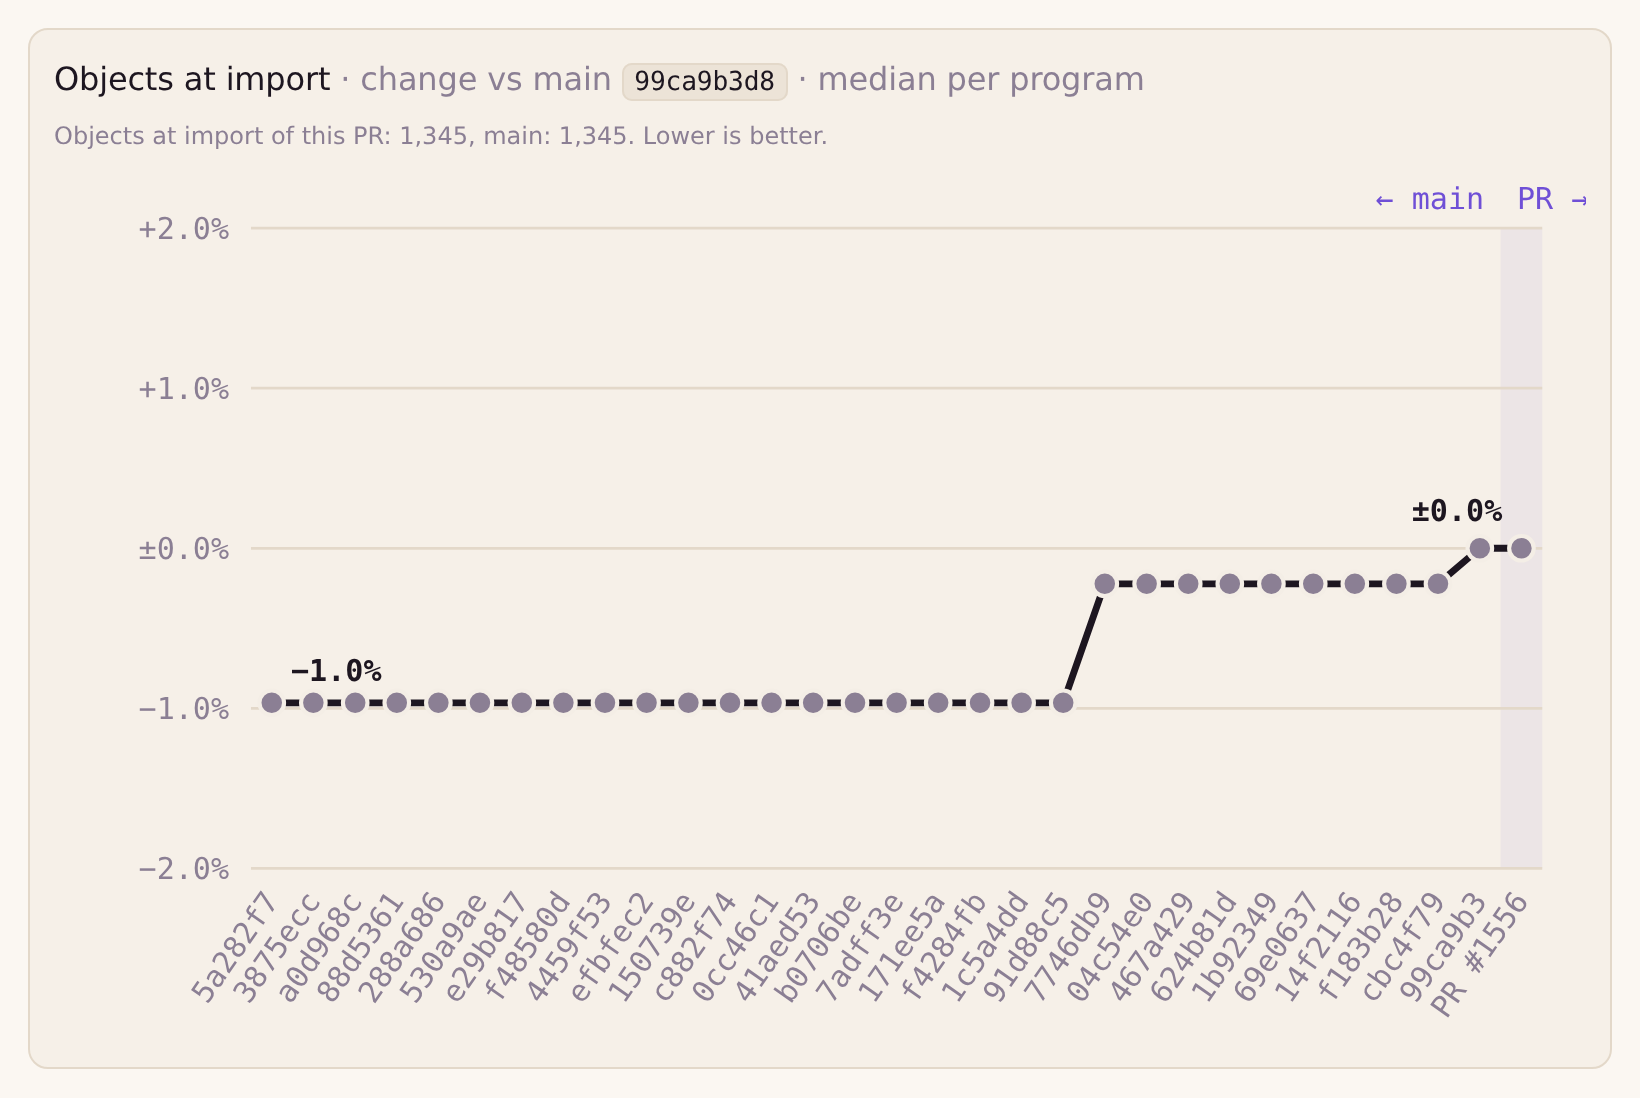 Objects at import · change vs main 99ca9b3d8 · median per program
Objects at import of this PR: 1,345, main: 1,345. Lower is better.
← main PR →
+2.0%
+1.0%
±0.0%
−1.0%
−2.0%
−1.0%
±0.0%
5a282f7
3875ecc
a0d968c
88d5361
288a686
530a9ae
e29b817
f48580d
4459f53
efbfec2
150739e
c882f74
0cc46c1
41aed53
b0706be
7adff3e
171ee5a
f4284fb
1c5a4dd
91d88c5
7746db9
04c54e0
467a429
624b81d
1b92349
69e0637
14f2116
f183b28
cbc4f79
99ca9b3
PR #1556